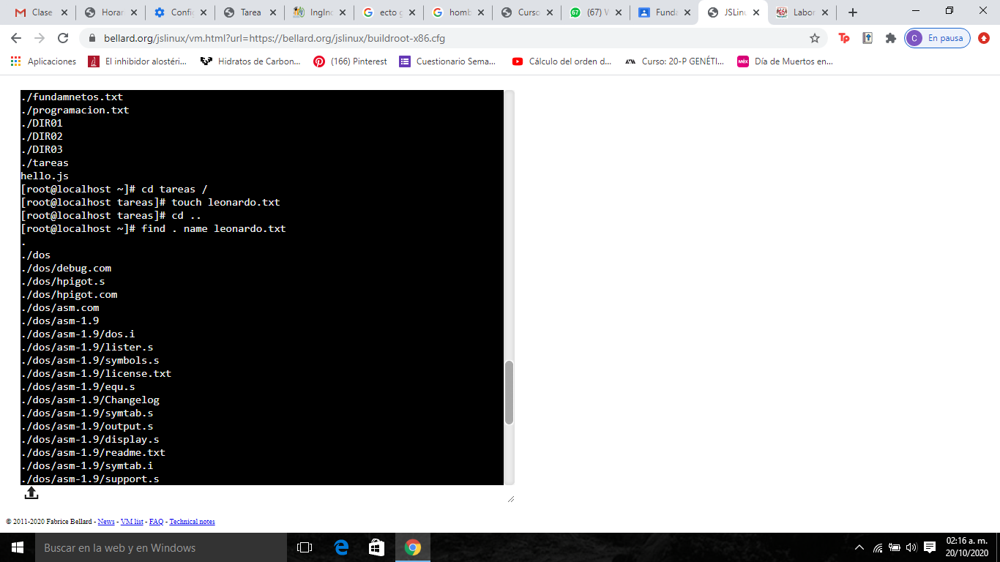 Clase
Horar
Config
Tarea
IngInd
ecto g
homb
Curso
(67) W
Funda
JSLinu
Labor
bellard.org/jslinux/vm.html?url=https://bellard.org/jslinux/buildroot-x86.cfg
En pausa
Aplicaciones
El inhibidor alostéri...
Hidratos de Carbon...
(166) Pinterest
Cuestionario Sema...
Cálculo del orden d...
Curso: 20-P GENÉTI...
Día de Muertos en...
./fundamnetos.txt
./programacion.txt
./DIR01
./DIR02
./DIR03
./tareas
hello.js
[root@localhost ~]# cd tareas /
[root@localhost tareas]# touch leonardo.txt
[root@localhost tareas]# cd ..
[root@localhost ~]# find . name leonardo.txt
.
./dos
./dos/debug.com
./dos/hpigot.s
./dos/hpigot.com
./dos/asm.com
./dos/asm-1.9
./dos/asm-1.9/dos.i
./dos/asm-1.9/lister.s
./dos/asm-1.9/symbols.s
./dos/asm-1.9/license.txt
./dos/asm-1.9/equ.s
./dos/asm-1.9/Changelog
./dos/asm-1.9/symtab.s
./dos/asm-1.9/output.s
./dos/asm-1.9/display.s
./dos/asm-1.9/readme.txt
./dos/asm-1.9/symtab.i
./dos/asm-1.9/support.s
© 2011-2020 Fabrice Bellard - News - VM list - FAQ - Technical notes
Buscar en la web y en Windows
02:16 a. m.
20/10/2020